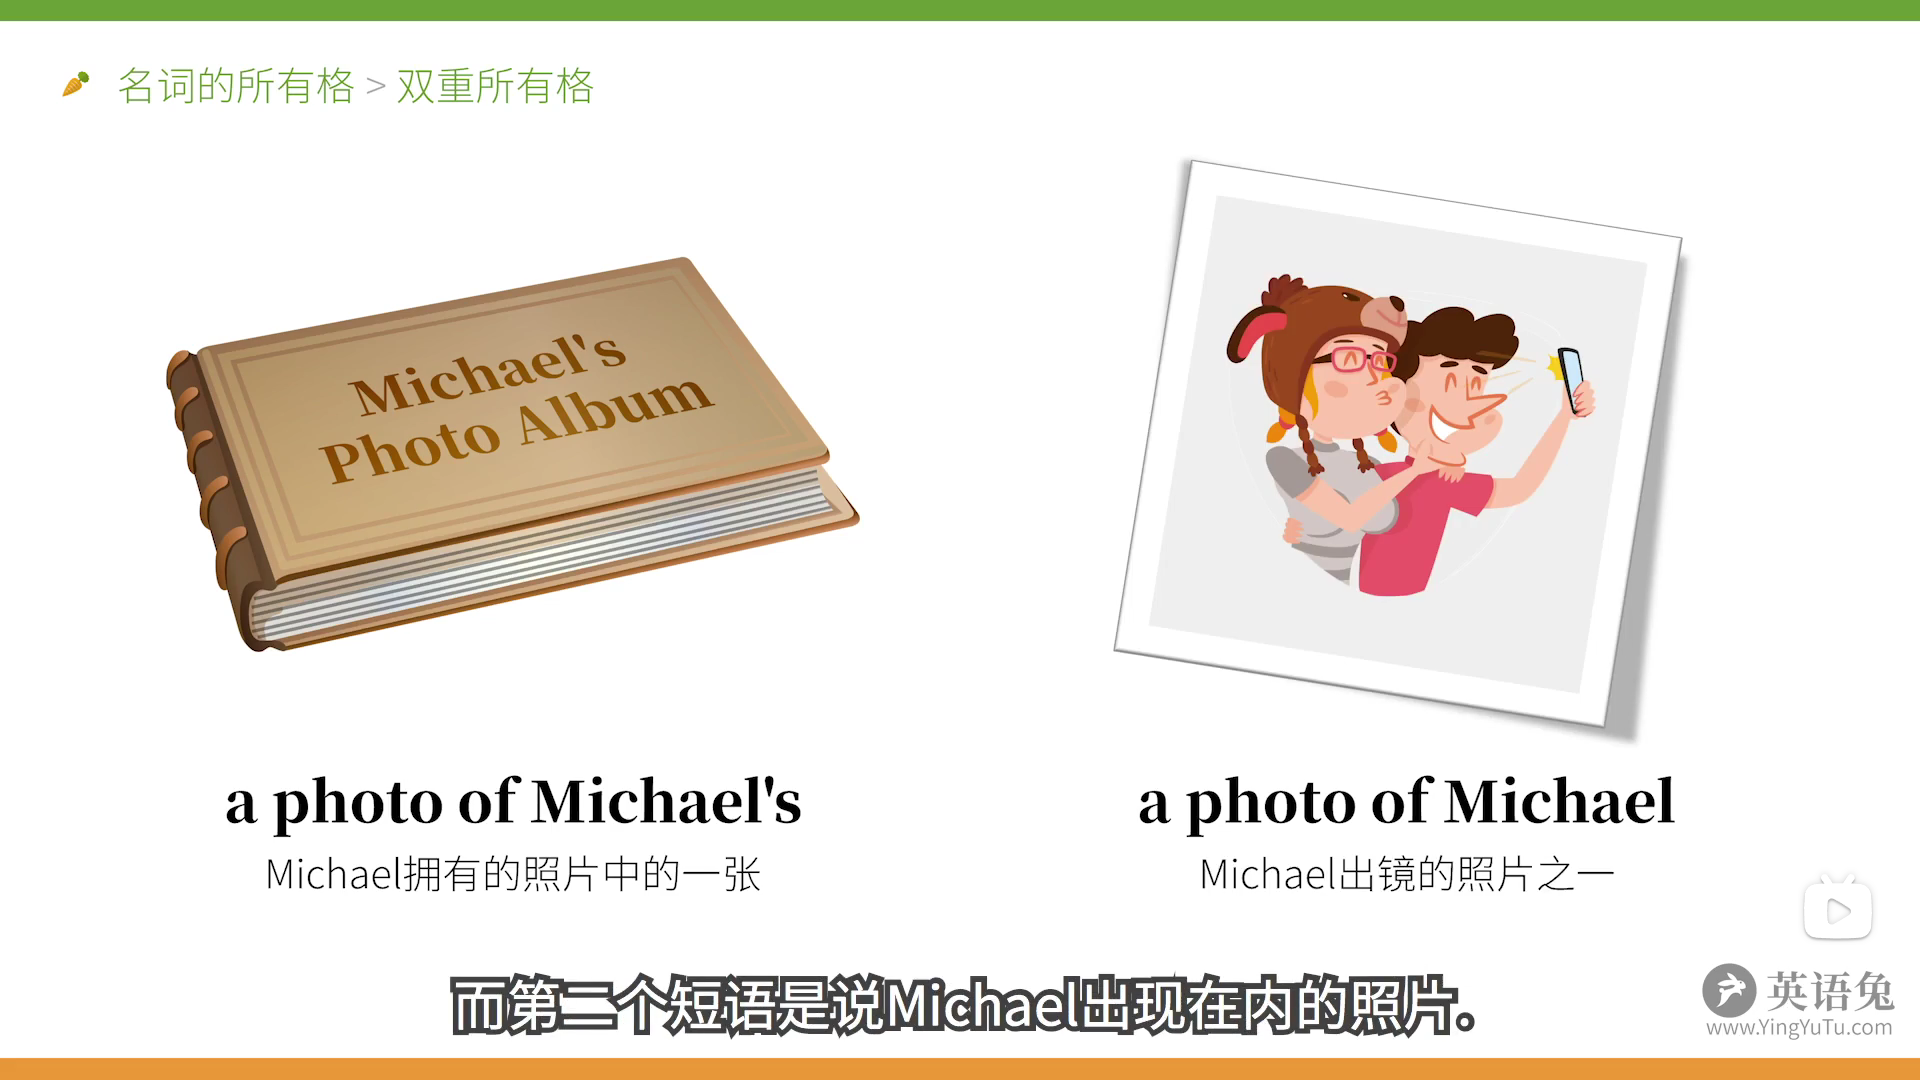 名词的所有格 > 双重所有格
Michael's
Photo Album
a photo of Michael's
Michael拥有的照片中的一张
a photo of Michael
Michael出镜的照片之一
而第二个短语是说Michael出现在内的照片。
英语兔
www.YingYuTu.com